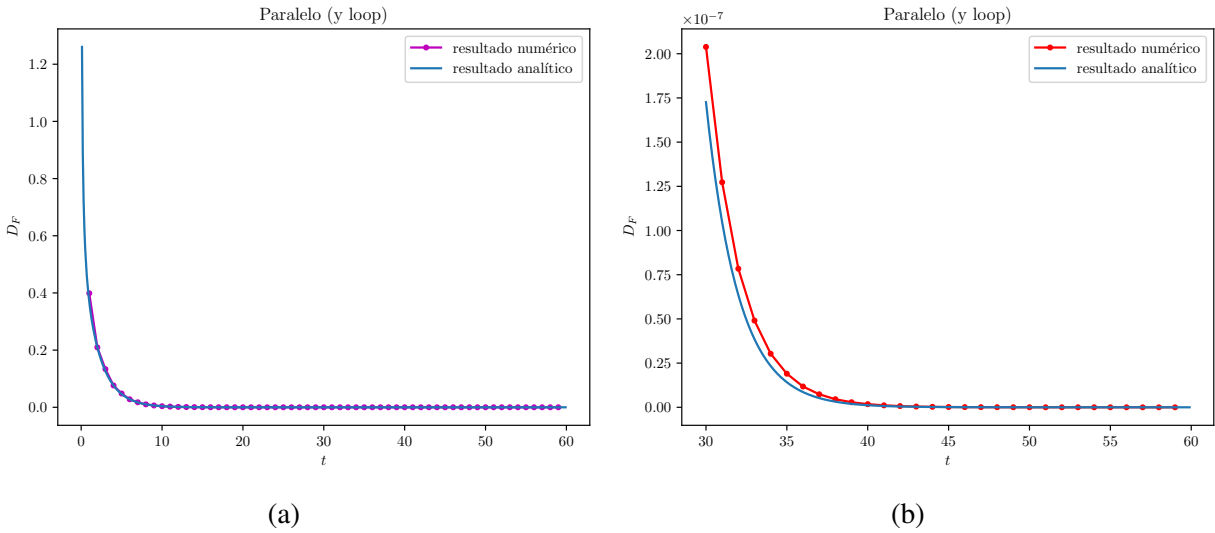 Paralelo (y loop)
resultado numérico
resultado analítico
1.2
1.0
0.8
0.6
0.4
0.2
0.0
D_F
0 10 20 30 40 50 60
t
(a)
Paralelo (y loop)
×10⁻⁷
resultado numérico
resultado analítico
2.00
1.75
1.50
1.25
1.00
0.75
0.50
0.25
0.00
D_F
30 35 40 45 50 55 60
t
(b)